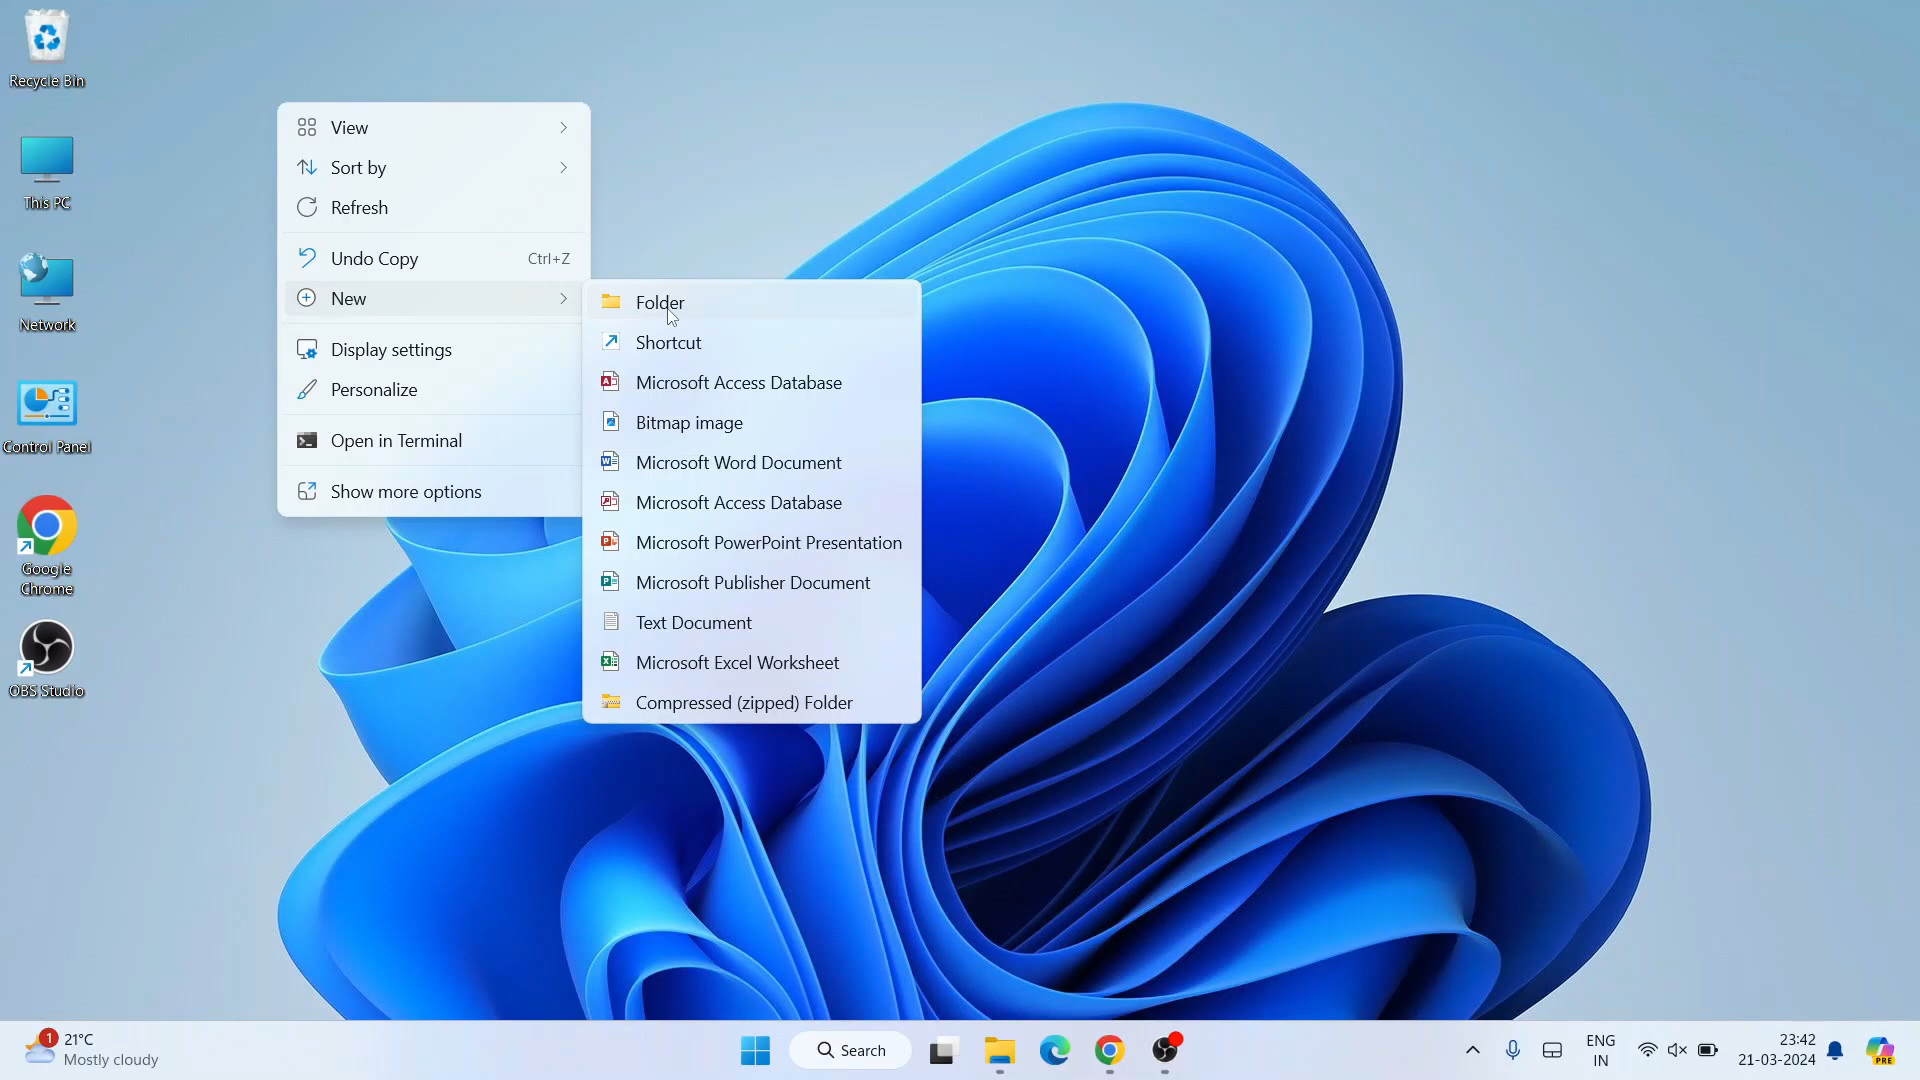 Recycle Bin
This PC
Network
Control Panel
Google
Chrome
OBS Studio
View
Sort by
Refresh
Undo Copy Ctrl+Z
New
Display settings
Personalize
Open in Terminal
Show more options
Folder
Shortcut
Microsoft Access Database
Bitmap image
Microsoft Word Document
Microsoft Access Database
Microsoft PowerPoint Presentation
Microsoft Publisher Document
Text Document
Microsoft Excel Worksheet
Compressed (zipped) Folder
1
21°C
Mostly cloudy
Search
ENG
IN
23:42
21-03-2024
PRE